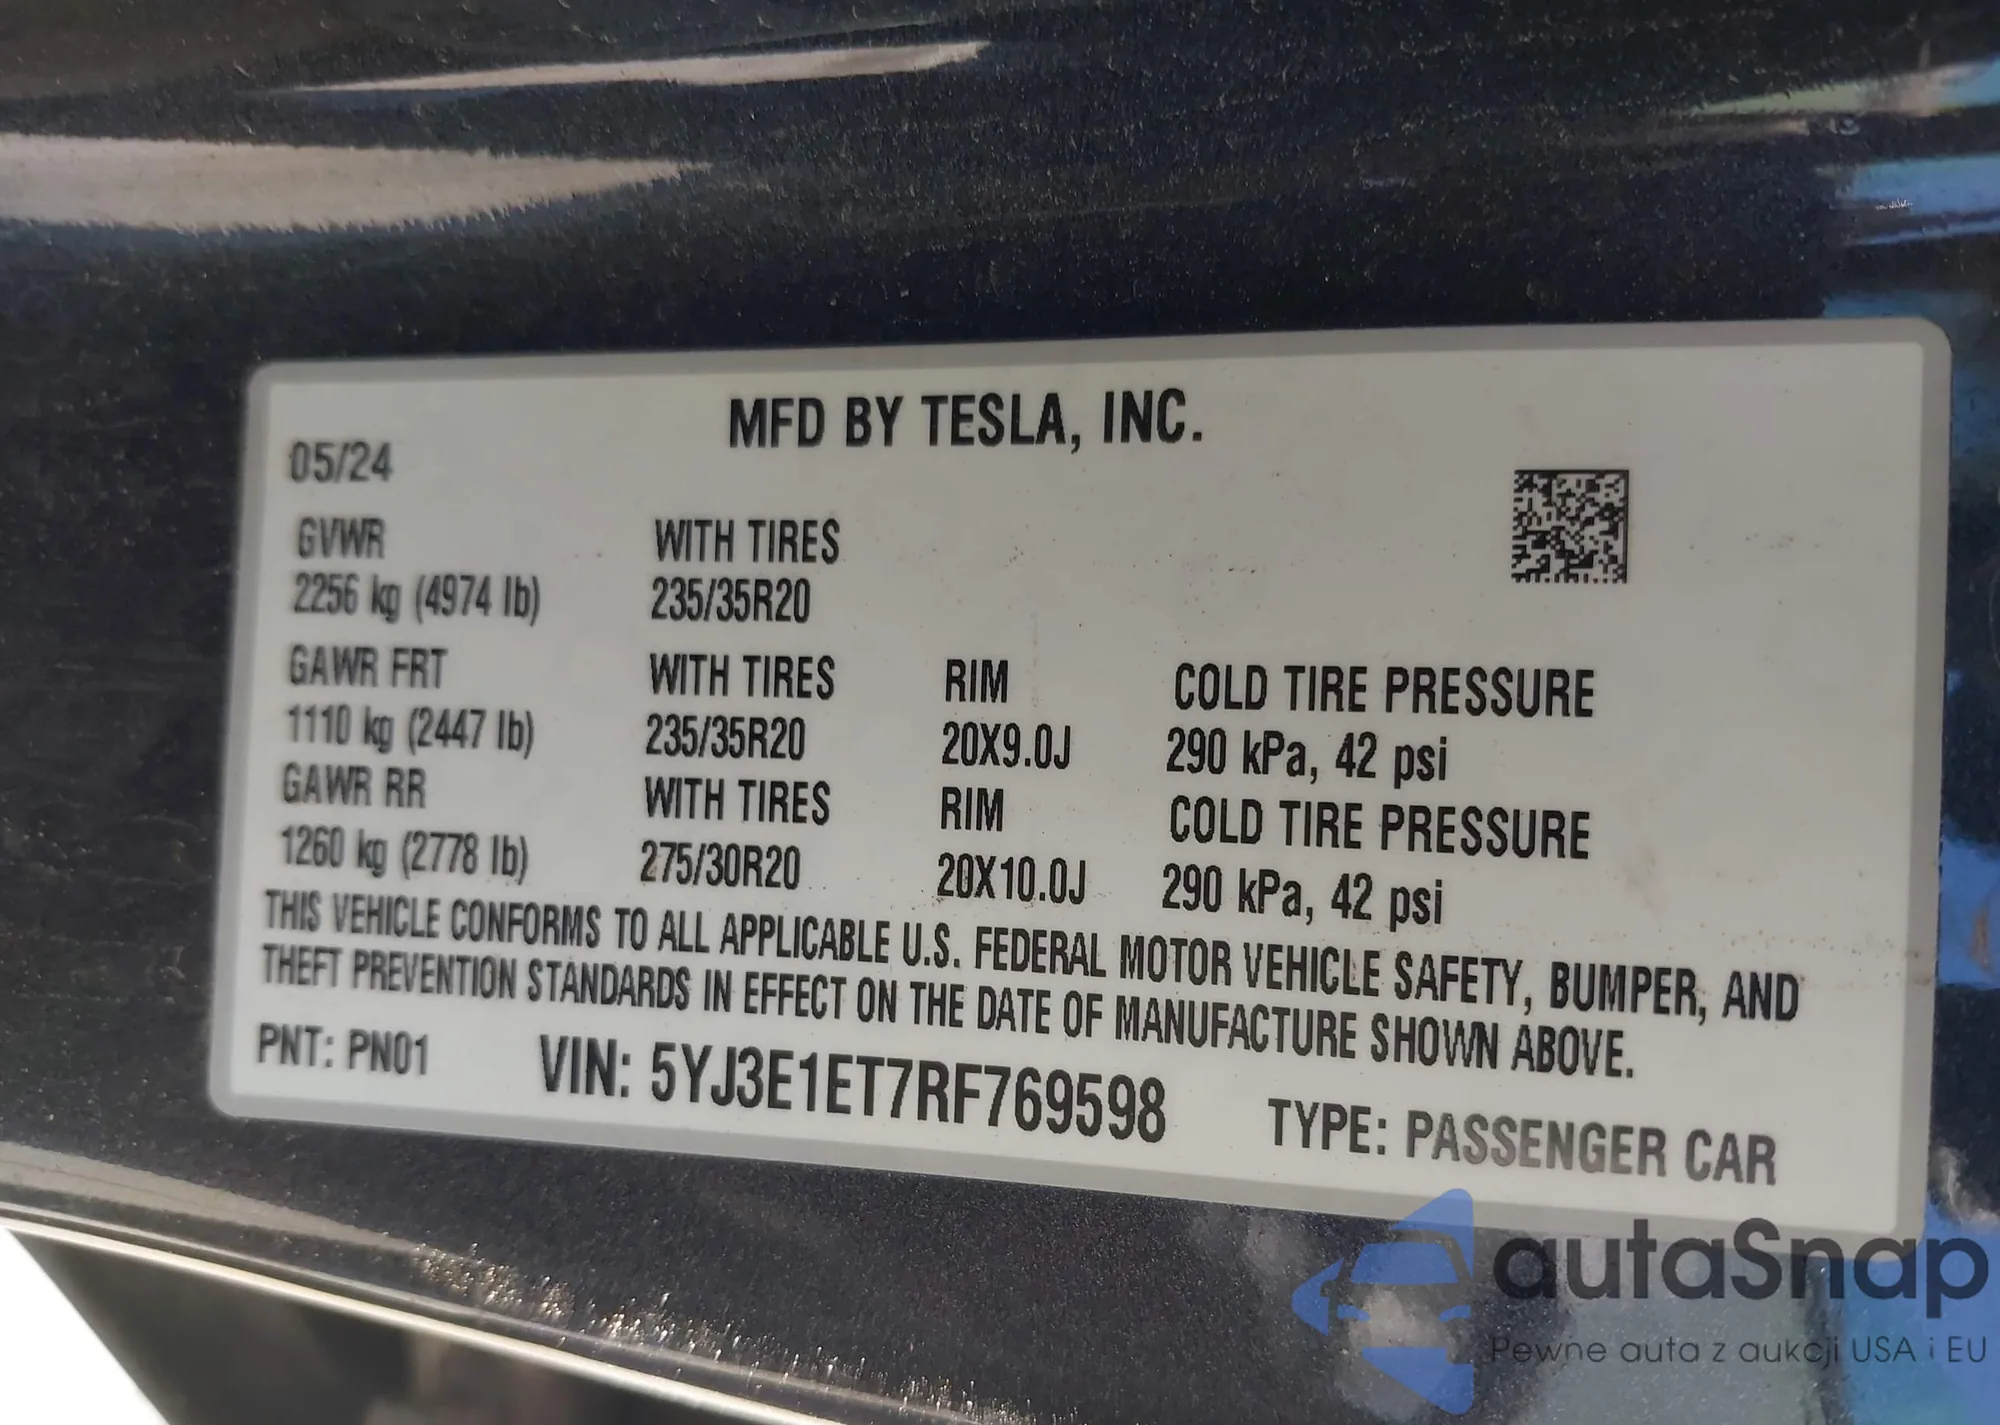 MFD BY TESLA, INC.
05/24
GVWR WITH TIRES
2256 kg (4974 lb) 235/35R20
GAWR FRT WITH TIRES RIM COLD TIRE PRESSURE
1110 kg (2447 lb) 235/35R20 20X9.0J 290 kPa, 42 psi
GAWR RR WITH TIRES RIM COLD TIRE PRESSURE
1260 kg (2778 lb) 275/30R20 20X10.0J 290 kPa, 42 psi
THIS VEHICLE CONFORMS TO ALL APPLICABLE U.S. FEDERAL MOTOR VEHICLE SAFETY, BUMPER, AND
THEFT PREVENTION STANDARDS IN EFFECT ON THE DATE OF MANUFACTURE SHOWN ABOVE.
PNT: PN01 VIN: 5YJ3E1ET7RF769598 TYPE: PASSENGER CAR
autaSnap
Pewne auta z aukcji USA i EU